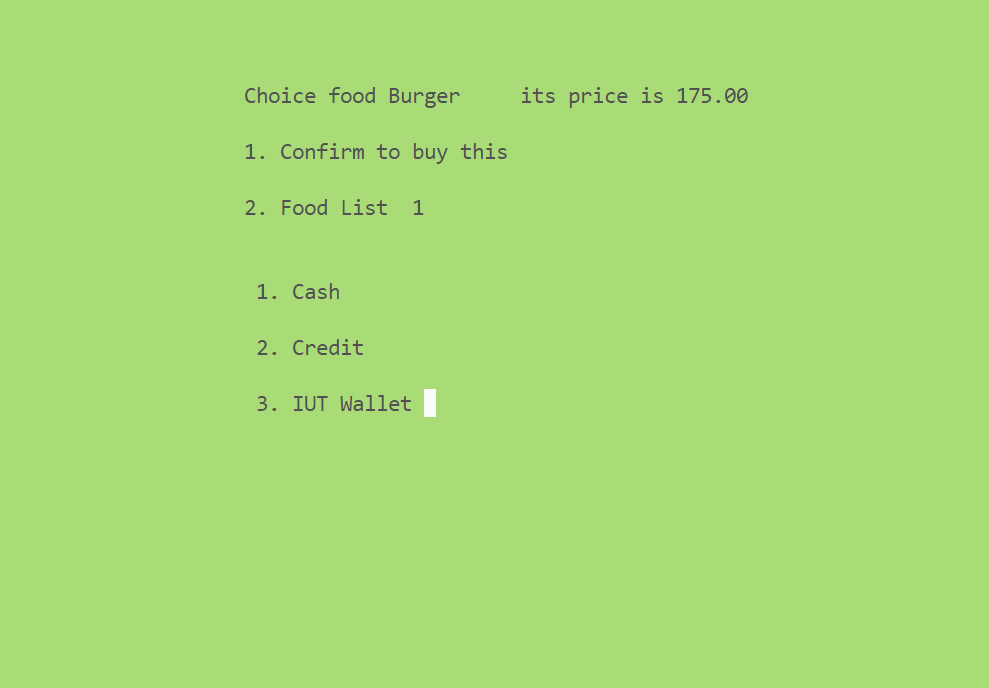 Choice food Burger     its price is 175.00
1. Confirm to buy this
2. Food List  1
1. Cash
2. Credit
3. IUT Wallet